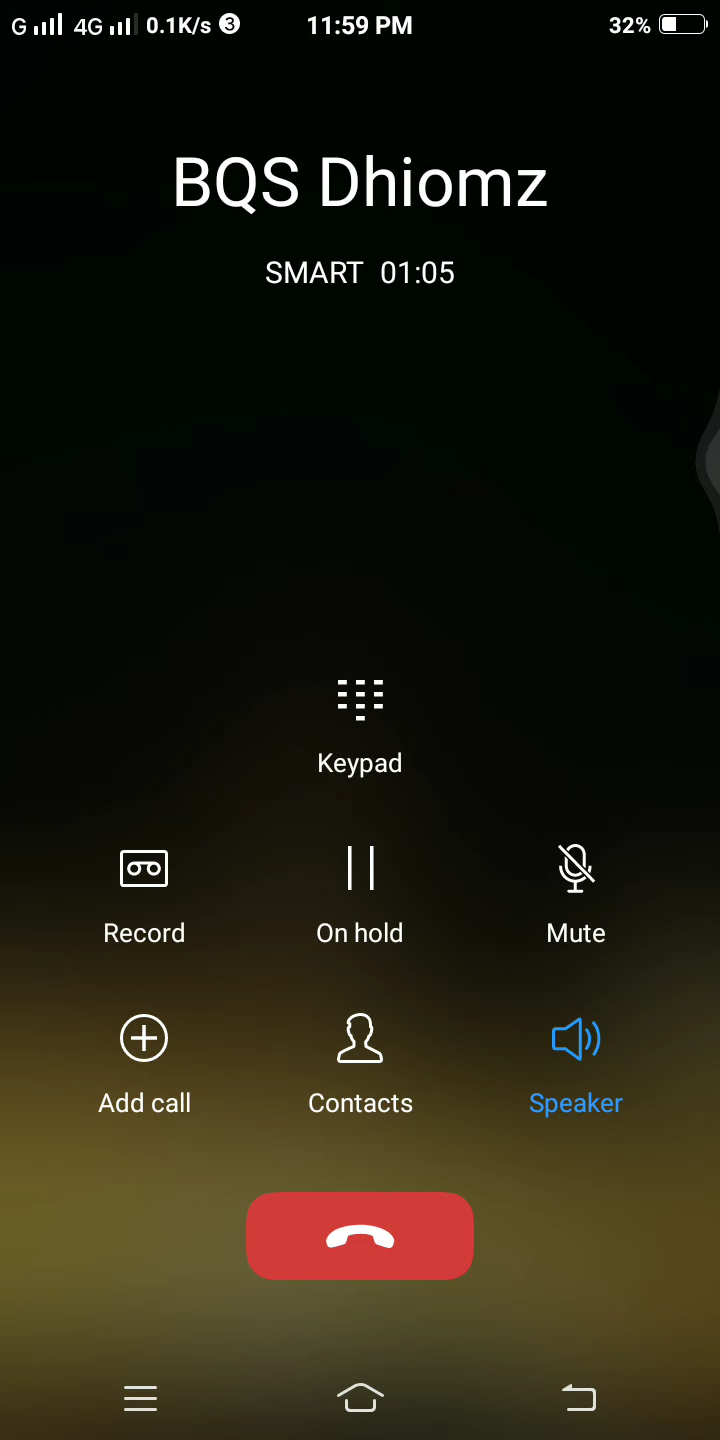 G 4G 0.1K/s 3 11:59 PM 32%
BQS Dhiomz
SMART 01:05
Keypad
Record On hold Mute
Add call Contacts Speaker